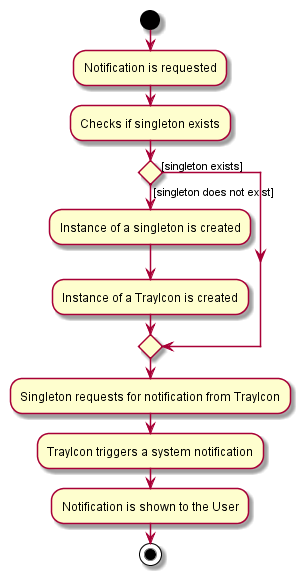 Notification is requested
Checks if singleton exists
[singleton exists]
[singleton does not exist]
Instance of a singleton is created
Instance of a TrayIcon is created
Singleton requests for notification from TrayIcon
TrayIcon triggers a system notification
Notification is shown to the User